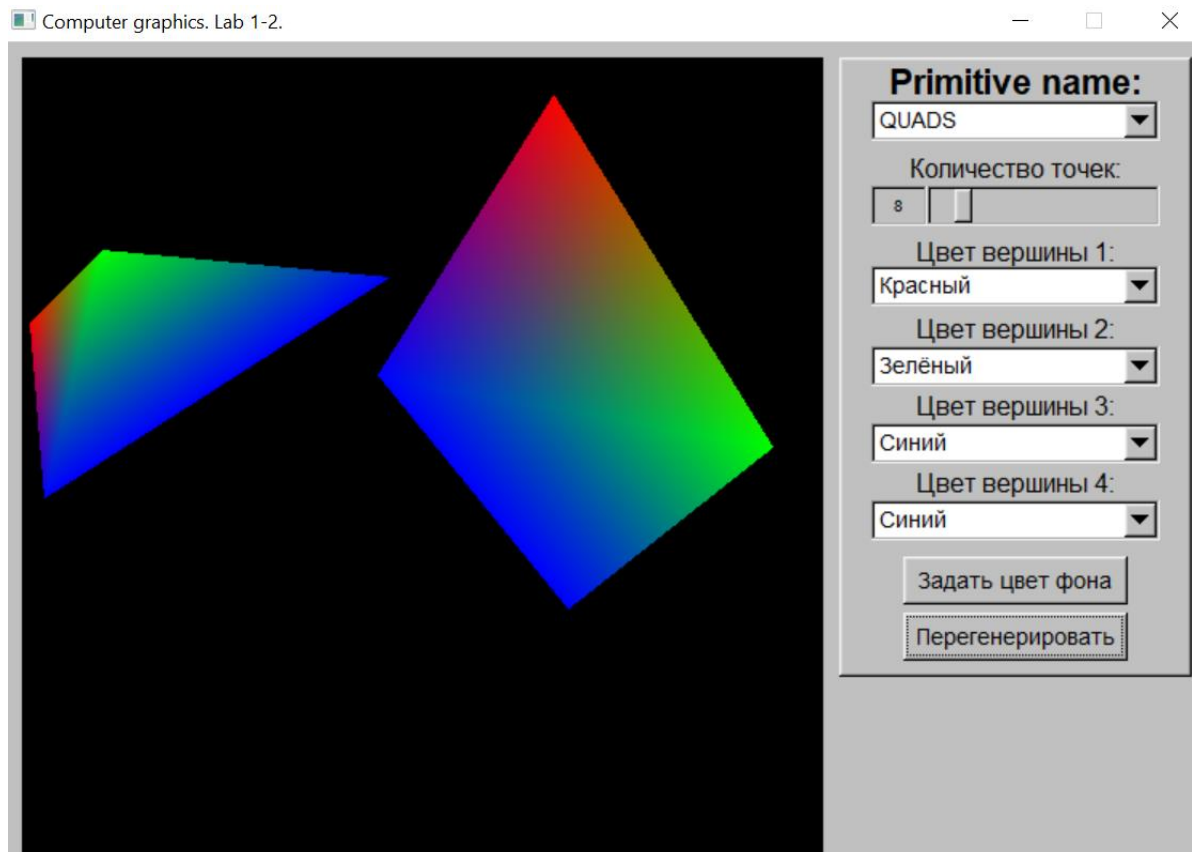 Computer graphics. Lab 1-2.
Primitive name:
QUADS
Количество точек:
8
Цвет вершины 1:
Красный
Цвет вершины 2:
Зелёный
Цвет вершины 3:
Синий
Цвет вершины 4:
Синий
Задать цвет фона
Перегенерировать